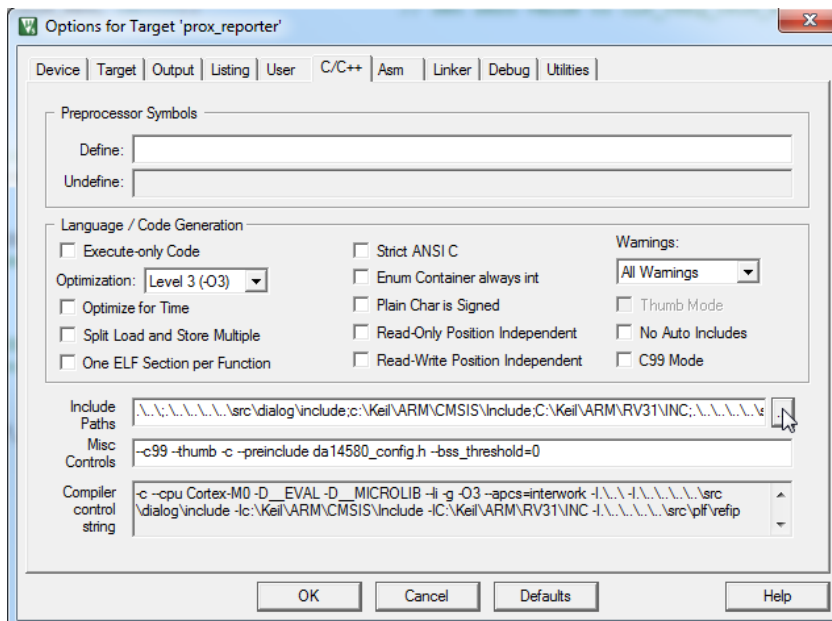 Options for Target 'prox_reporter'
Device Target Output Listing User C/C++ Asm Linker Debug Utilities
Preprocessor Symbols
Define:
Undefine:
Language / Code Generation
Execute-only Code
Strict ANSI C
Warnings:
Optimization: Level 3 (-O3)
Enum Container always int
All Warnings
Optimize for Time
Plain Char is Signed
Thumb Mode
Split Load and Store Multiple
Read-Only Position Independent
No Auto Includes
One ELF Section per Function
Read-Write Position Independent
C99 Mode
Include Paths
.\..\;.\..\..\..\..\src\dialog\include;c:\Keil\ARM\CMSIS\Include;C:\Keil\ARM\RV31\INC;.\..\..\..\..\s
Misc Controls
--c99 --thumb -c --preinclude da14580_config.h --bss_threshold=0
Compiler control string
-c --cpu Cortex-M0 -D__EVAL -D__MICROLIB --li -g -O3 --apcs=interwork -I.\..\ -I.\..\..\..\..\src
\dialog\include -Ic:\Keil\ARM\CMSIS\Include -IC:\Keil\ARM\RV31\INC -I.\..\..\..\..\src\plf\refip
OK Cancel Defaults Help